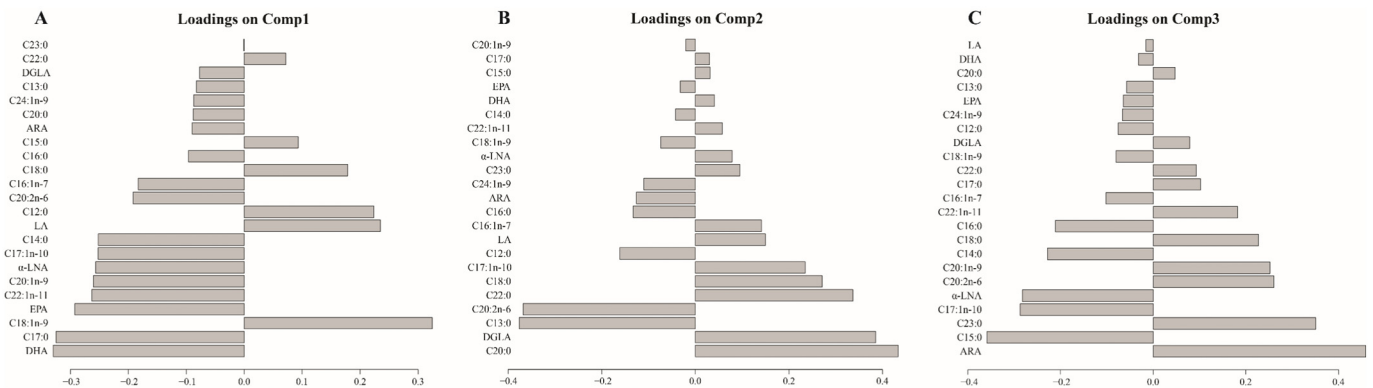 A
Loadings on Comp1
C23:0
C22:0
DGLA
C13:0
C24:1n-9
C20:0
ARA
C15:0
C16:0
C18:0
C16:1n-7
C20:2n-6
C12:0
LA
C14:0
C17:1n-10
α-LNA
C20:1n-9
C22:1n-11
EPA
C18:1n-9
C17:0
DHA
−0.3 −0.2 −0.1 0.0 0.1 0.2 0.3
B
Loadings on Comp2
C20:1n-9
C17:0
C15:0
EPA
DHA
C14:0
C22:1n-11
C18:1n-9
α-LNA
C23:0
C24:1n-9
ARA
C16:0
C16:1n-7
LA
C12:0
C17:1n-10
C18:0
C22:0
C20:2n-6
C13:0
DGLA
C20:0
−0.4 −0.2 0.0 0.2 0.4
C
Loadings on Comp3
LA
DHA
C20:0
C13:0
EPA
C24:1n-9
C12:0
DGLA
C18:1n-9
C22:0
C17:0
C16:1n-7
C22:1n-11
C16:0
C18:0
C14:0
C20:1n-9
C20:2n-6
α-LNA
C17:1n-10
C23:0
C15:0
ARA
−0.4 −0.2 0.0 0.2 0.4